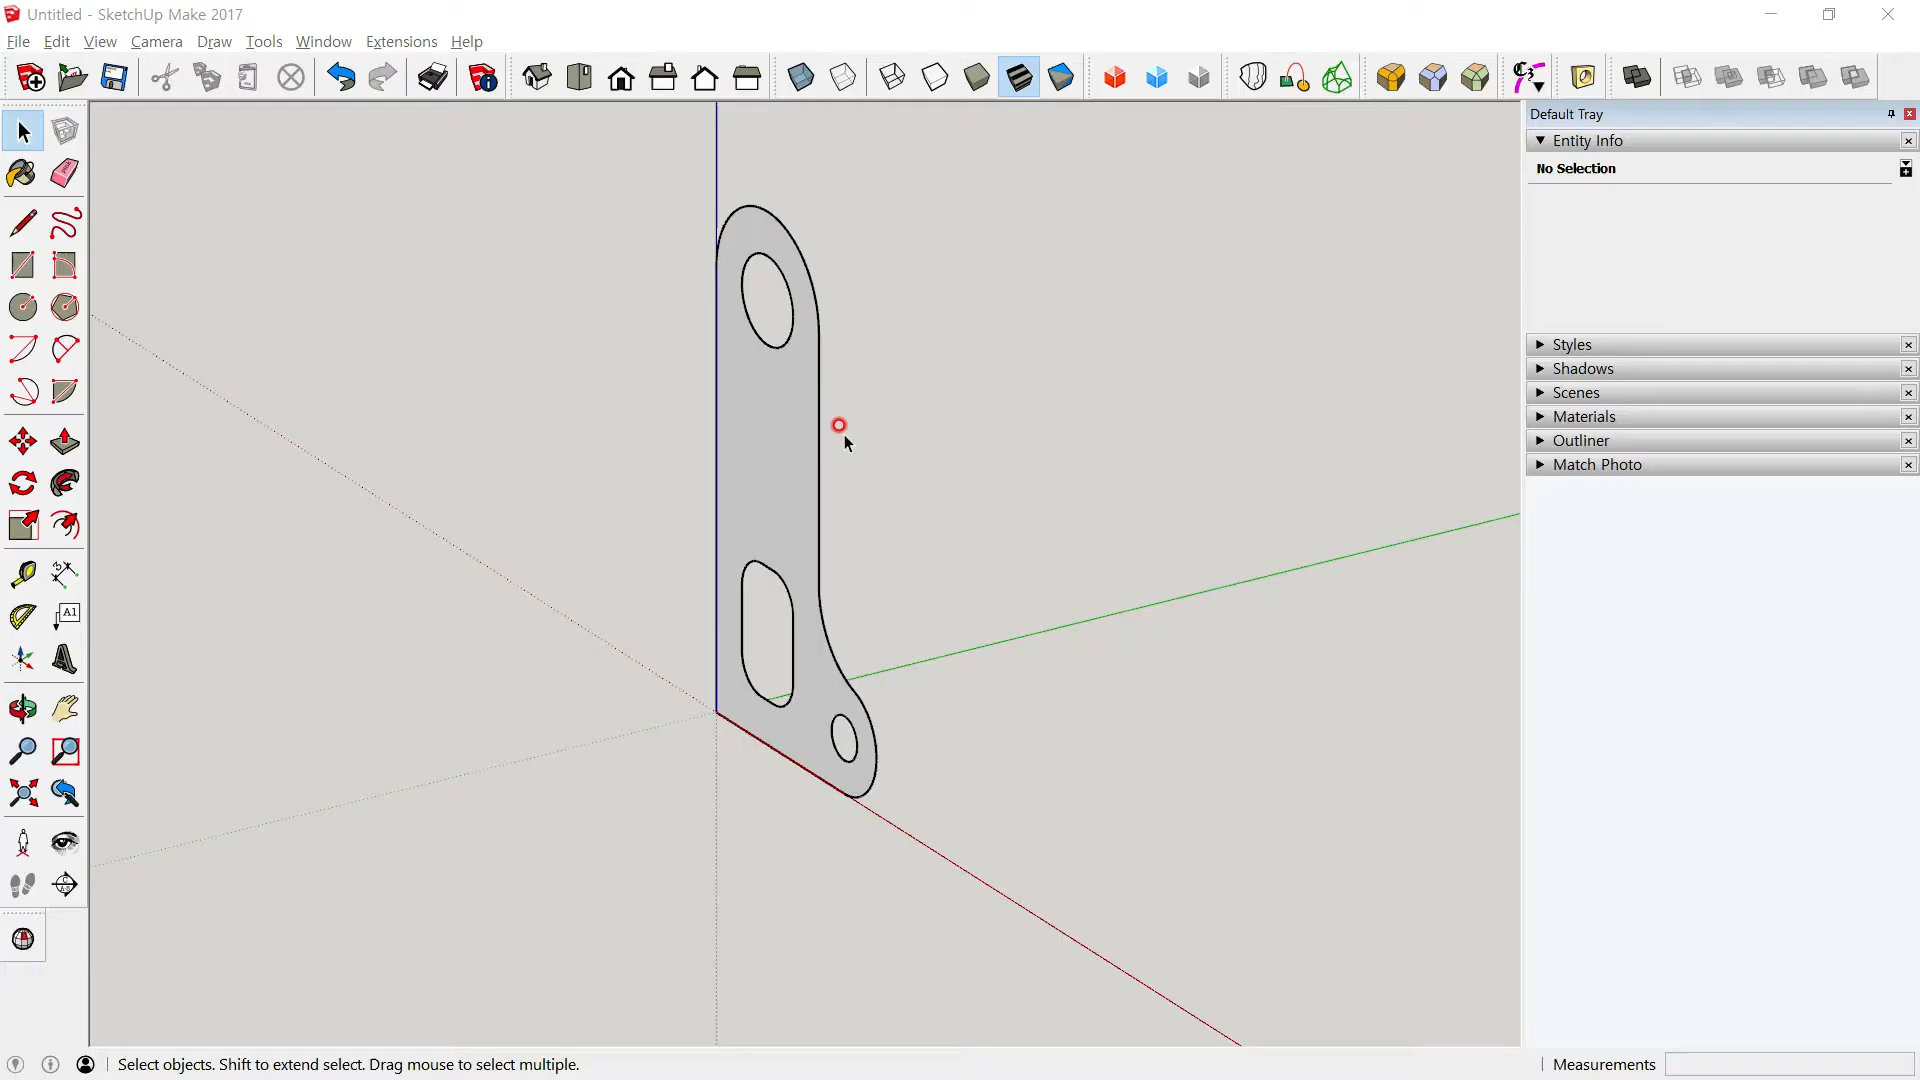 Untitled - SketchUp Make 2017
File Edit View Camera Draw Tools Window Extensions Help
Default Tray
Entity Info
No Selection
Styles
Shadows
Scenes
Materials
Outliner
Match Photo
A1
Select objects. Shift to extend select. Drag mouse to select multiple.
Measurements